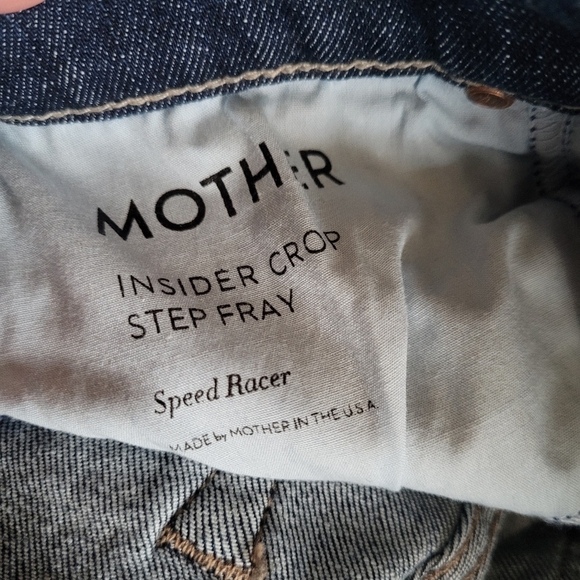 MOTHER
INSIDER CROP
STEP FRAY
Speed Racer
MADE by MOTHER IN THE U.S.A.